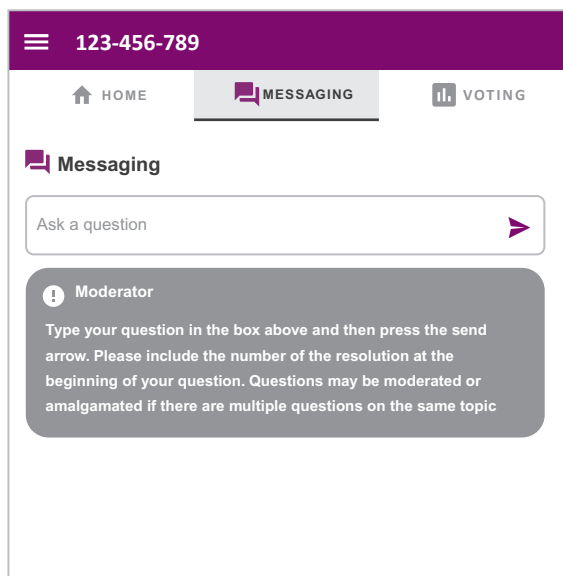 123-456-789
HOME
MESSAGING
VOTING
Messaging
Ask a question
Moderator
Type your question in the box above and then press the send
arrow. Please include the number of the resolution at the
beginning of your question. Questions may be moderated or
amalgamated if there are multiple questions on the same topic